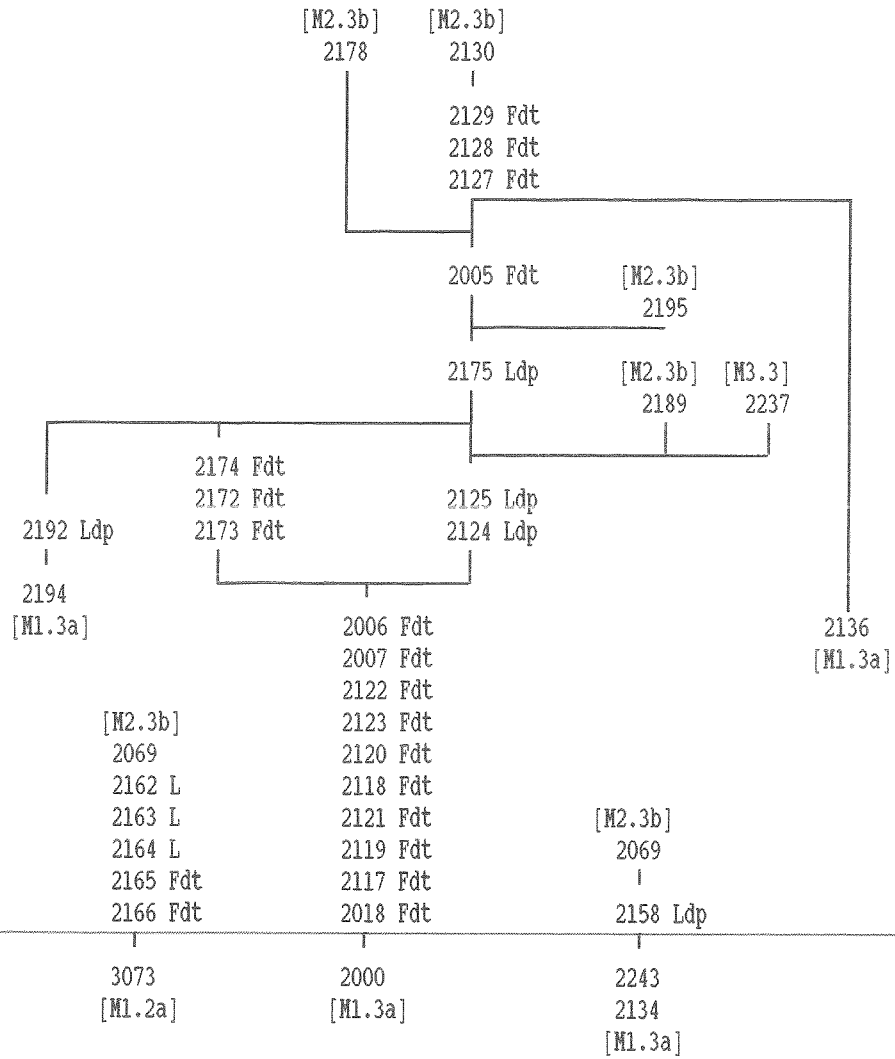 [M2.3b] [M2.3b]
2178 2130
2129 Fdt
2128 Fdt
2127 Fdt
2005 Fdt [M2.3b]
2195
2175 Ldp [M2.3b] [M3.3]
2189 2237
2174 Fdt
2172 Fdt 2125 Ldp
2192 Ldp 2173 Fdt 2124 Ldp
2194
[M1.3a] 2006 Fdt 2136
2007 Fdt [M1.3a]
2122 Fdt
[M2.3b] 2123 Fdt
2069 2120 Fdt
2162 L 2118 Fdt
2163 L 2121 Fdt [M2.3b]
2164 L 2119 Fdt 2069
2165 Fdt 2117 Fdt
2166 Fdt 2018 Fdt 2158 Ldp
3073 2000 2243
[M1.2a] [M1.3a] 2134
[M1.3a]